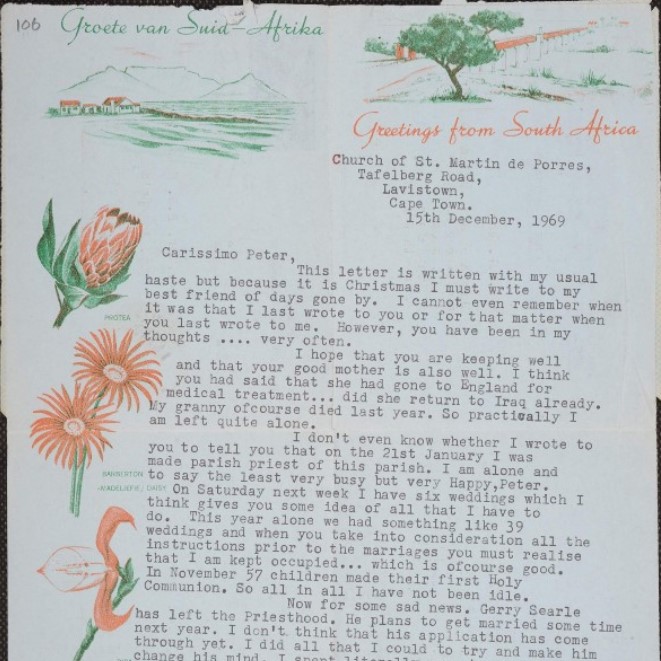 106
Groete van Suid-Afrika
Greetings from South Africa
Church of St. Martin de Porres,
Tafelberg Road,
Lavistown,
Cape Town.
15th December, 1969
Carissimo Peter,
This letter is written with my usual
haste but because it is Christmas I must write to my
best friend of days gone by. I cannot even remember when
it was that I last wrote to you or for that matter when
you last wrote to me. However, you have been in my
thoughts .... very often.
PROTEA
I hope that you are keeping well
and that your good mother is also well. I think
you had said that she had gone to England for
medical treatment... did she return to Iraq already.
My granny ofcourse died last year. So practically I
am left quite alone.
I don't even know whether I wrote to
you to tell you that on the 21st January I was
made parish priest of this parish. I am alone and
to say the least very busy but very Happy,Peter.
BARBERTON
DAISY
On Saturday next week I have six weddings which I
think gives you some idea of all that I have to
do. This year alone we had something like 39
weddings and when you take into consideration all the
instructions prior to the marriages you must realise
that I am kept occupied... which is ofcourse good.
In November 57 children made their first Holy
Communion. So all in all I have not been idle.
Now for some sad news. Gerry Searle
has left the Priesthood. He plans to get married some time
next year. I don't think that his application has come
through yet. I did all that I could to try and make him
change his mind. I spent